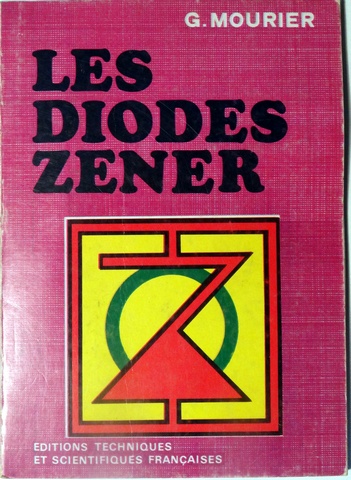 G. MOURIER
LES
DIODES
ZENER
EDITIONS TECHNIQUES
ET SCIENTIFIQUES FRANÇAISES